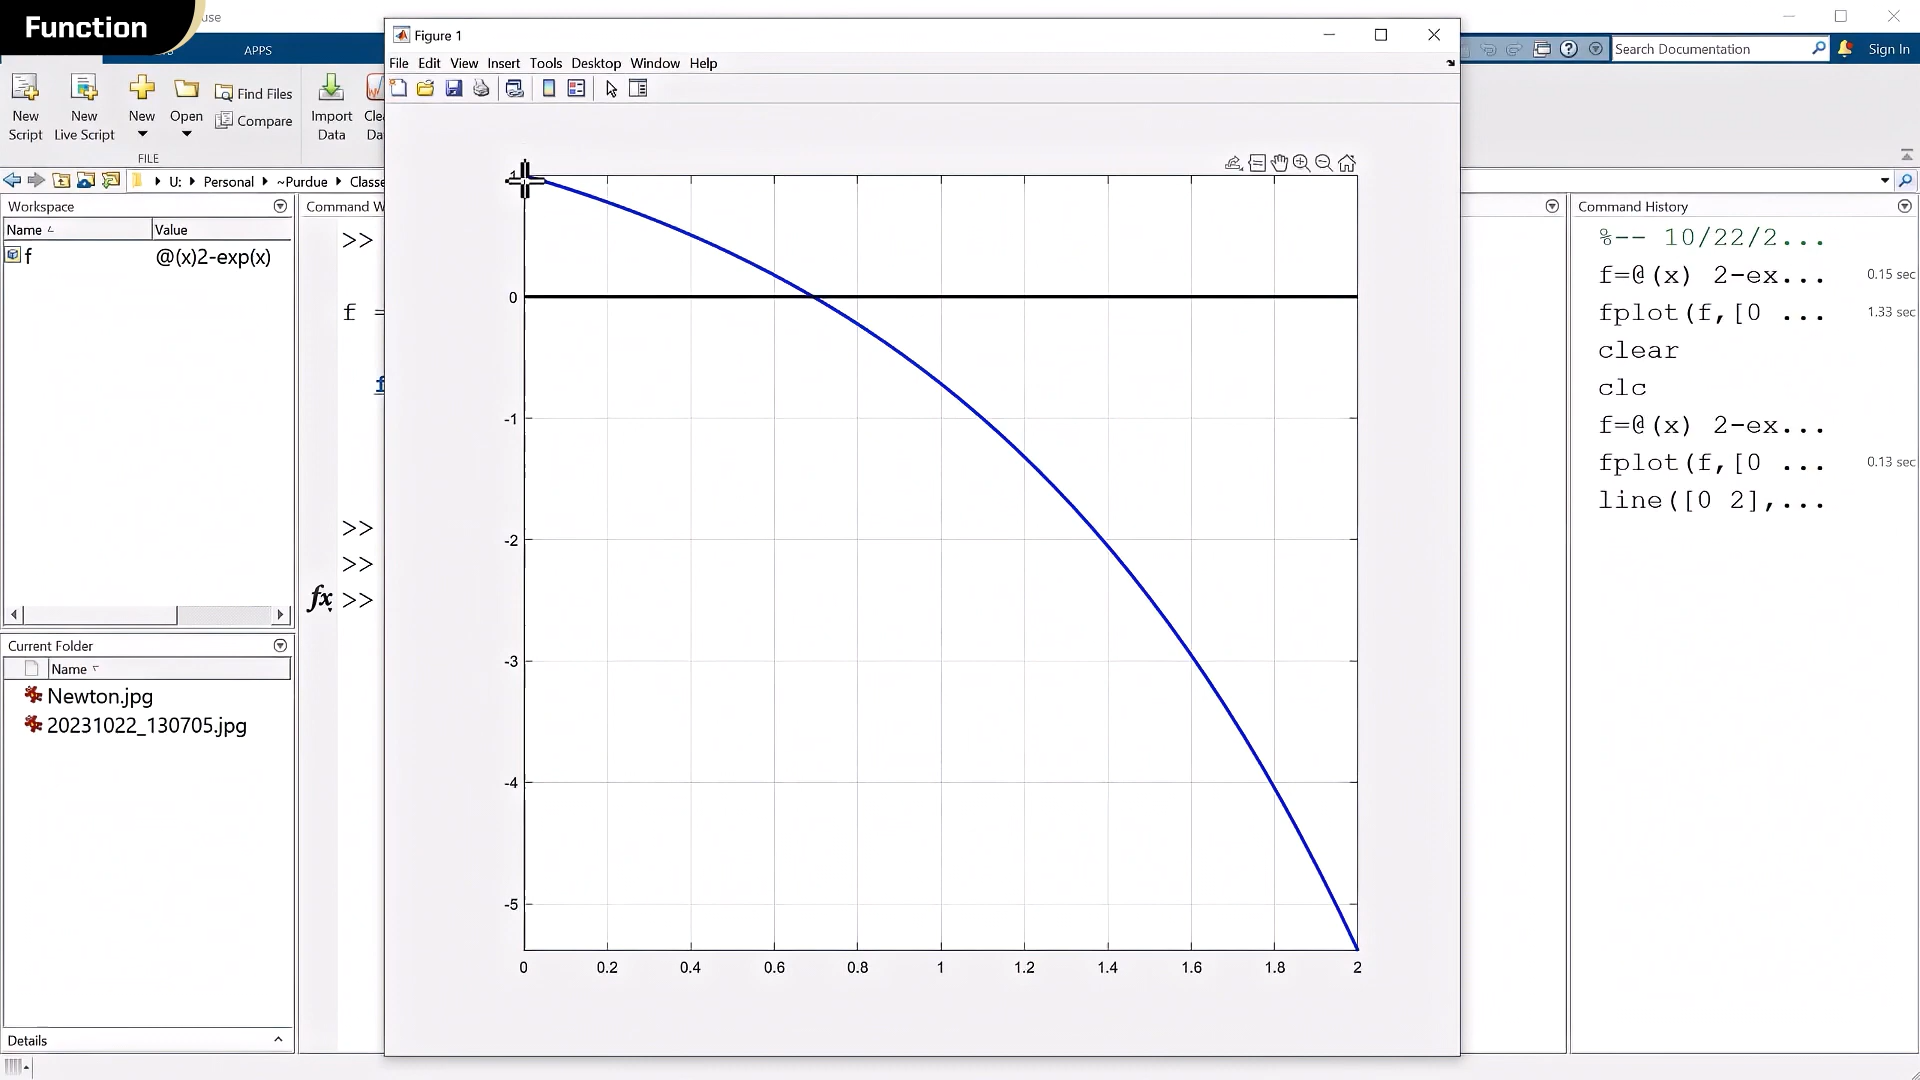 Function
use
APPS
Search Documentation
Sign In
New
Script
New
Live Script
New
Open
Find Files
Compare
Import
Data
FILE
U: Personal ~Purdue Classe
Workspace
Name Value
f @(x)2-exp(x)
Current Folder
Name
Newton.jpg
20231022_130705.jpg
Details
Command W
>>
f =
f
>>
>>
fx >>
Figure 1
File Edit View Insert Tools Desktop Window Help
1
0
-1
-2
-3
-4
-5
0 0.2 0.4 0.6 0.8 1 1.2 1.4 1.6 1.8 2
Command History
%-- 10/22/2...
f=@(x) 2-ex... 0.15 sec
fplot(f,[0 ... 1.33 sec
clear
clc
f=@(x) 2-ex...
fplot(f,[0 ... 0.13 sec
line([0 2],...